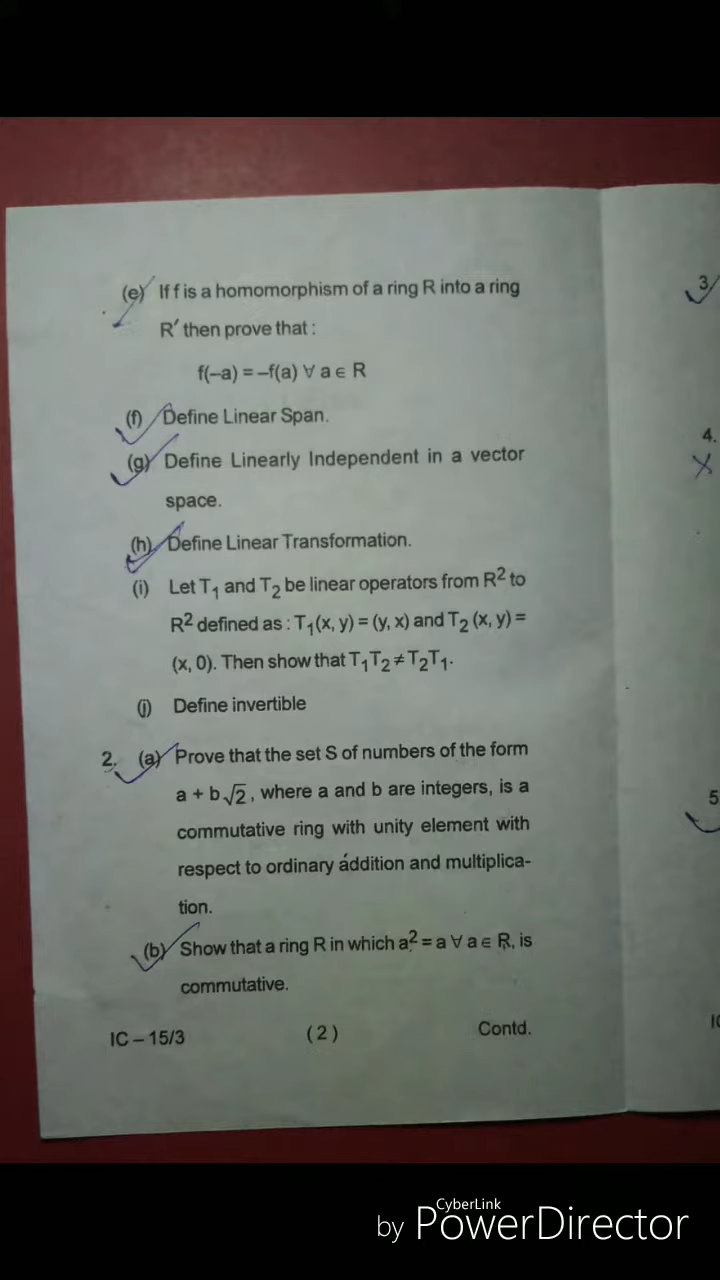 (e) If f is a homomorphism of a ring R into a ring
R′ then prove that :
f(–a) = –f(a) ∀ a ∈ R
(f) Define Linear Span.
(g) Define Linearly Independent in a vector
space.
(h) Define Linear Transformation.
(i) Let T₁ and T₂ be linear operators from R² to
R² defined as : T₁(x, y) = (y, x) and T₂ (x, y) =
(x, 0). Then show that T₁T₂ ≠ T₂T₁.
(j) Define invertible
2. (a) Prove that the set S of numbers of the form
a + b√2, where a and b are integers, is a
commutative ring with unity element with
respect to ordinary addition and multiplica-
tion.
(b) Show that a ring R in which a² = a ∀ a ∈ R, is
commutative.
IC – 15/3 (2) Contd.
3
4.
5
CyberLink
by PowerDirector